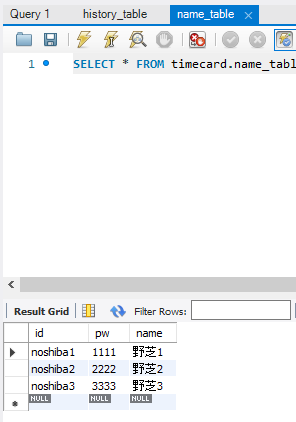 Query 1 history_table name_table
1 SELECT * FROM timecard.name_tabl
Result Grid Filter Rows:
id pw name
noshiba1 1111 野芝1
noshiba2 2222 野芝2
noshiba3 3333 野芝3
NULL NULL NULL